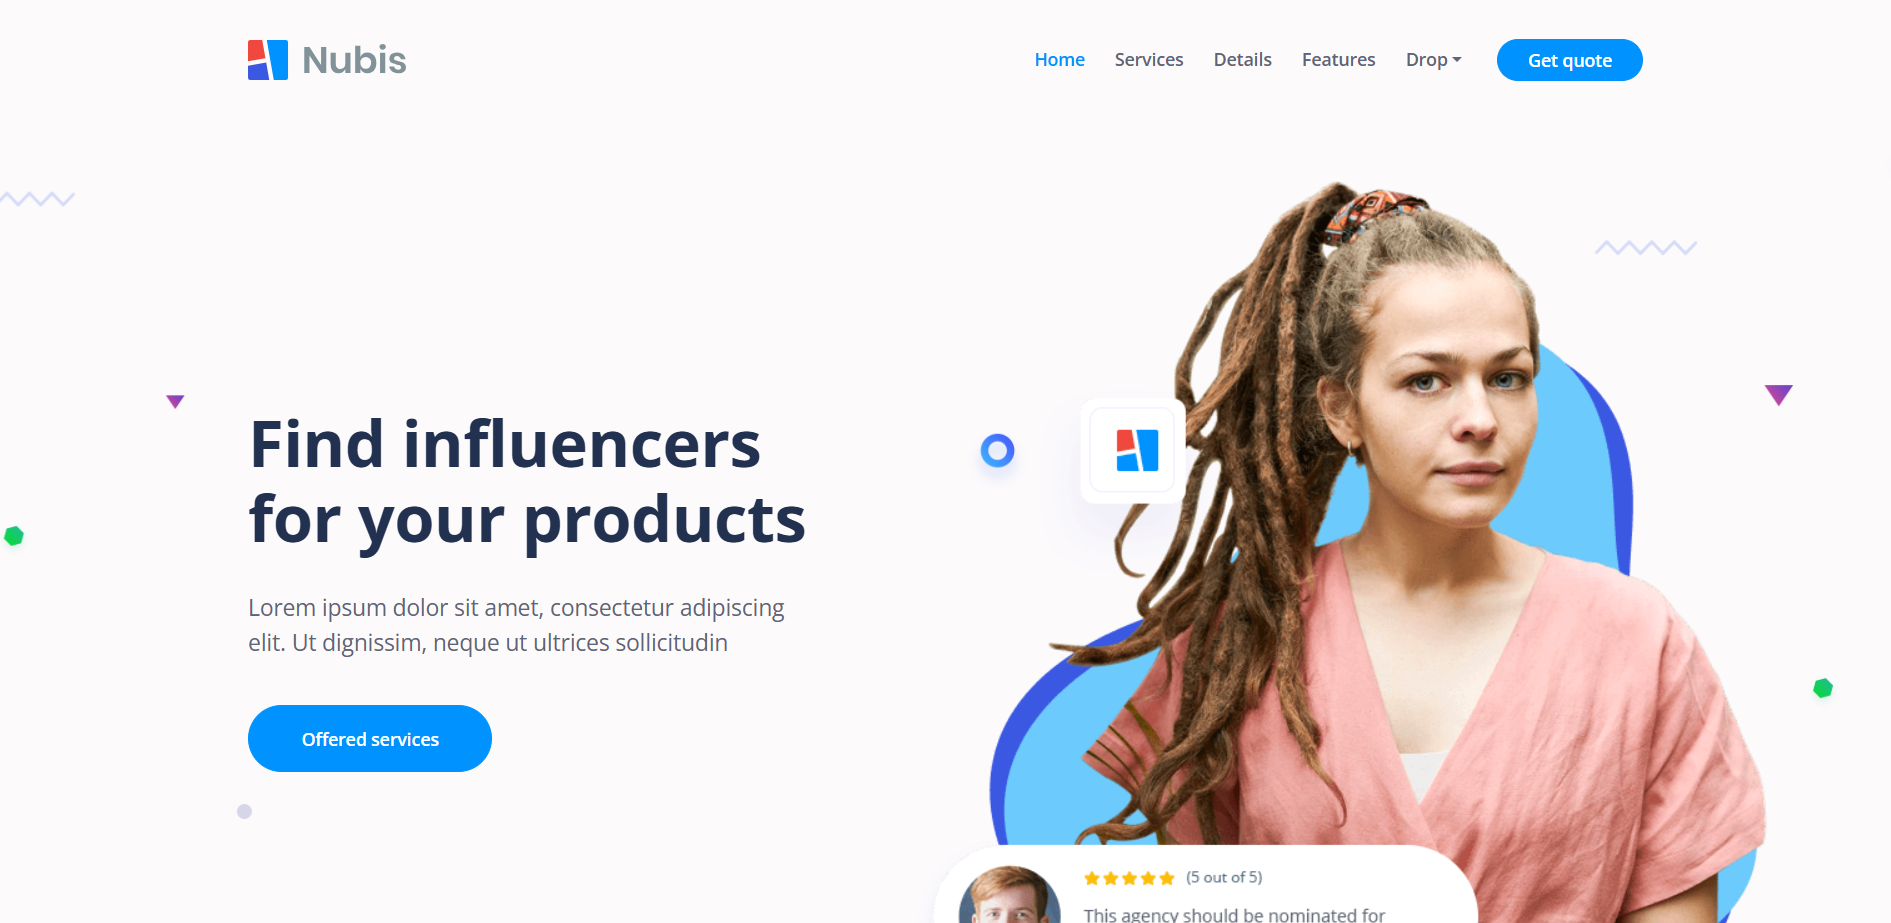 Nubis
Home Services Details Features Drop Get quote
Find influencers
for your products
Lorem ipsum dolor sit amet, consectetur adipiscing
elit. Ut dignissim, neque ut ultrices sollicitudin
Offered services
(5 out of 5)
This agency should be nominated for